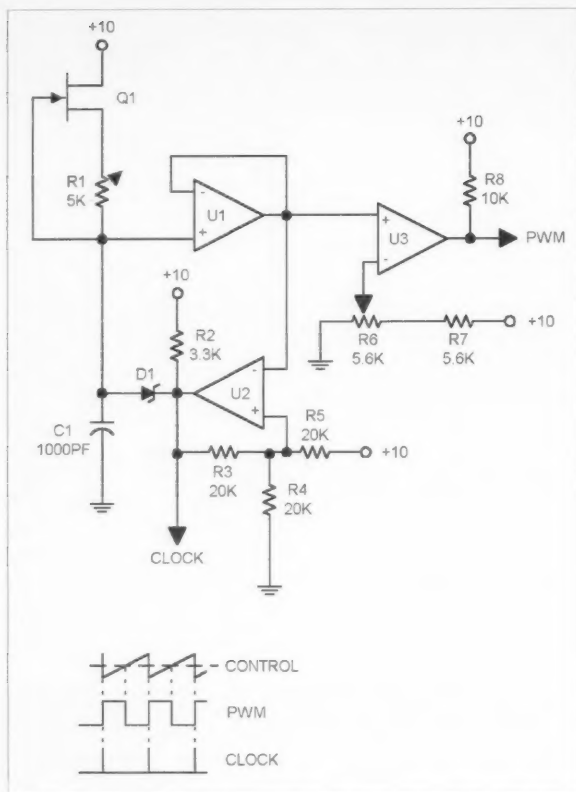 +10
Q1
R1
5K
-
U1
+
+10
R8
10K
+
U3
-
PWM
+10
R2
3.3K
D1
U2
-
+
R6
5.6K
R7
5.6K
+10
C1
1000PF
R3
20K
R5
20K
+10
R4
20K
CLOCK
CONTROL
PWM
CLOCK